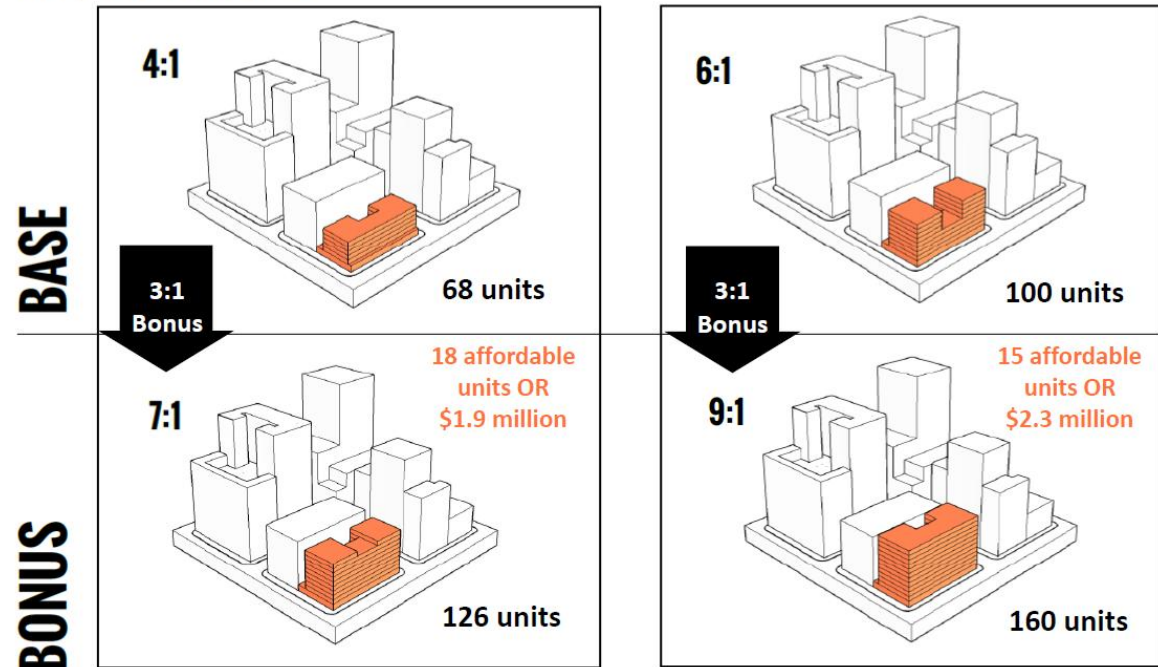 BASE
4:1
68 units
6:1
100 units
3:1
Bonus
3:1
Bonus
BONUS
7:1
18 affordable
units OR
$1.9 million
126 units
9:1
15 affordable
units OR
$2.3 million
160 units